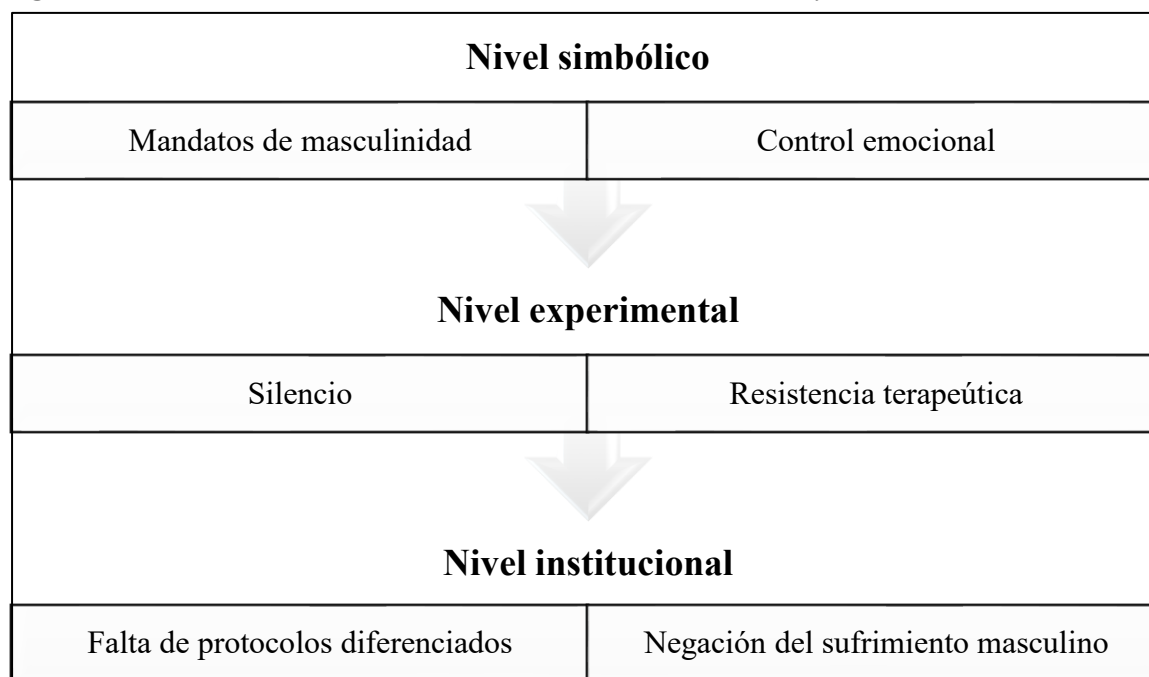 Nivel simbólico
Mandatos de masculinidad Control emocional
Nivel experimental
Silencio Resistencia terapeútica
Nivel institucional
Falta de protocolos diferenciados Negación del sufrimiento masculino